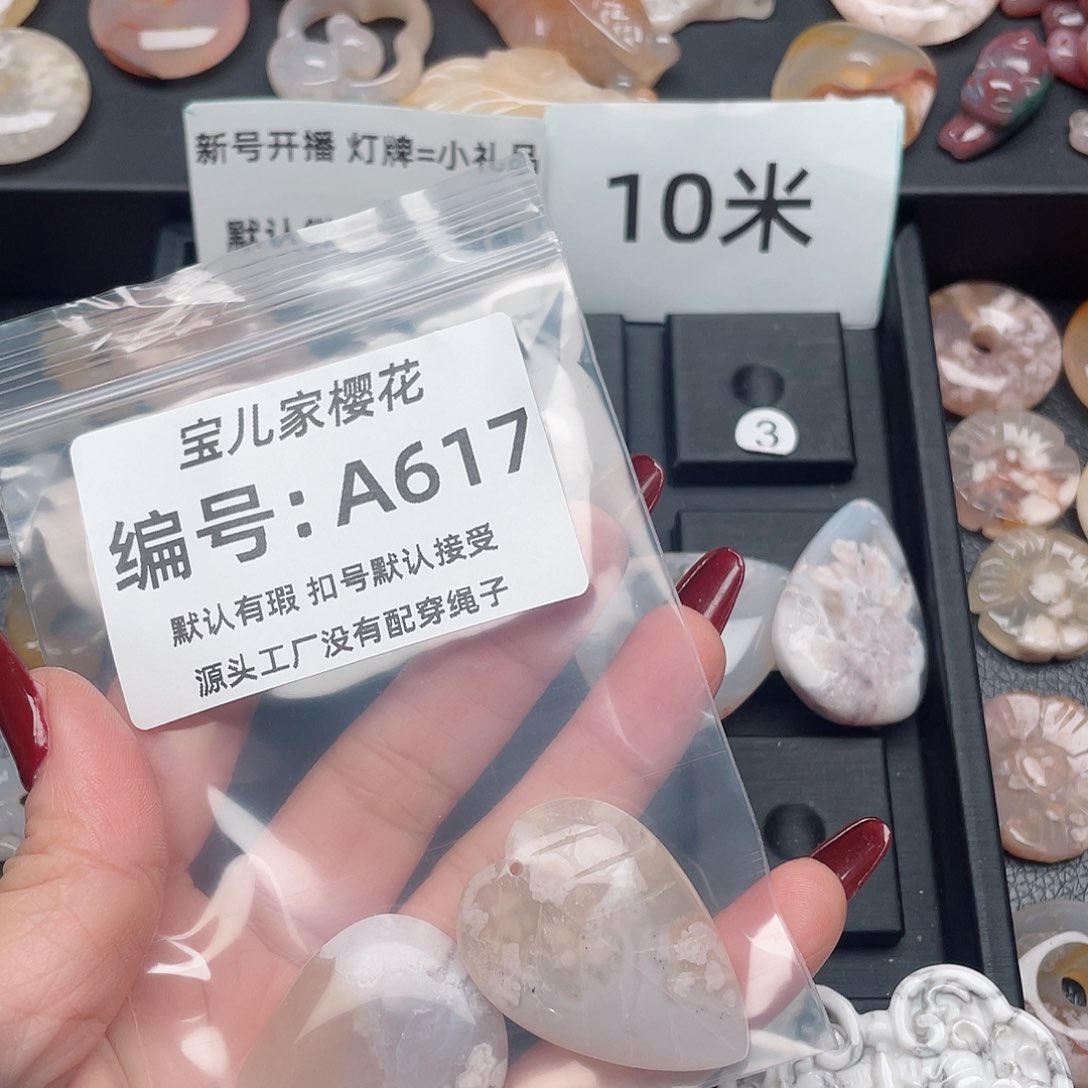 新号开播 灯牌=小礼品
默认
10米
宝儿家樱花
编号：A617
默认有瑕 扣号默认接受
源头工厂没有配穿绳子
3